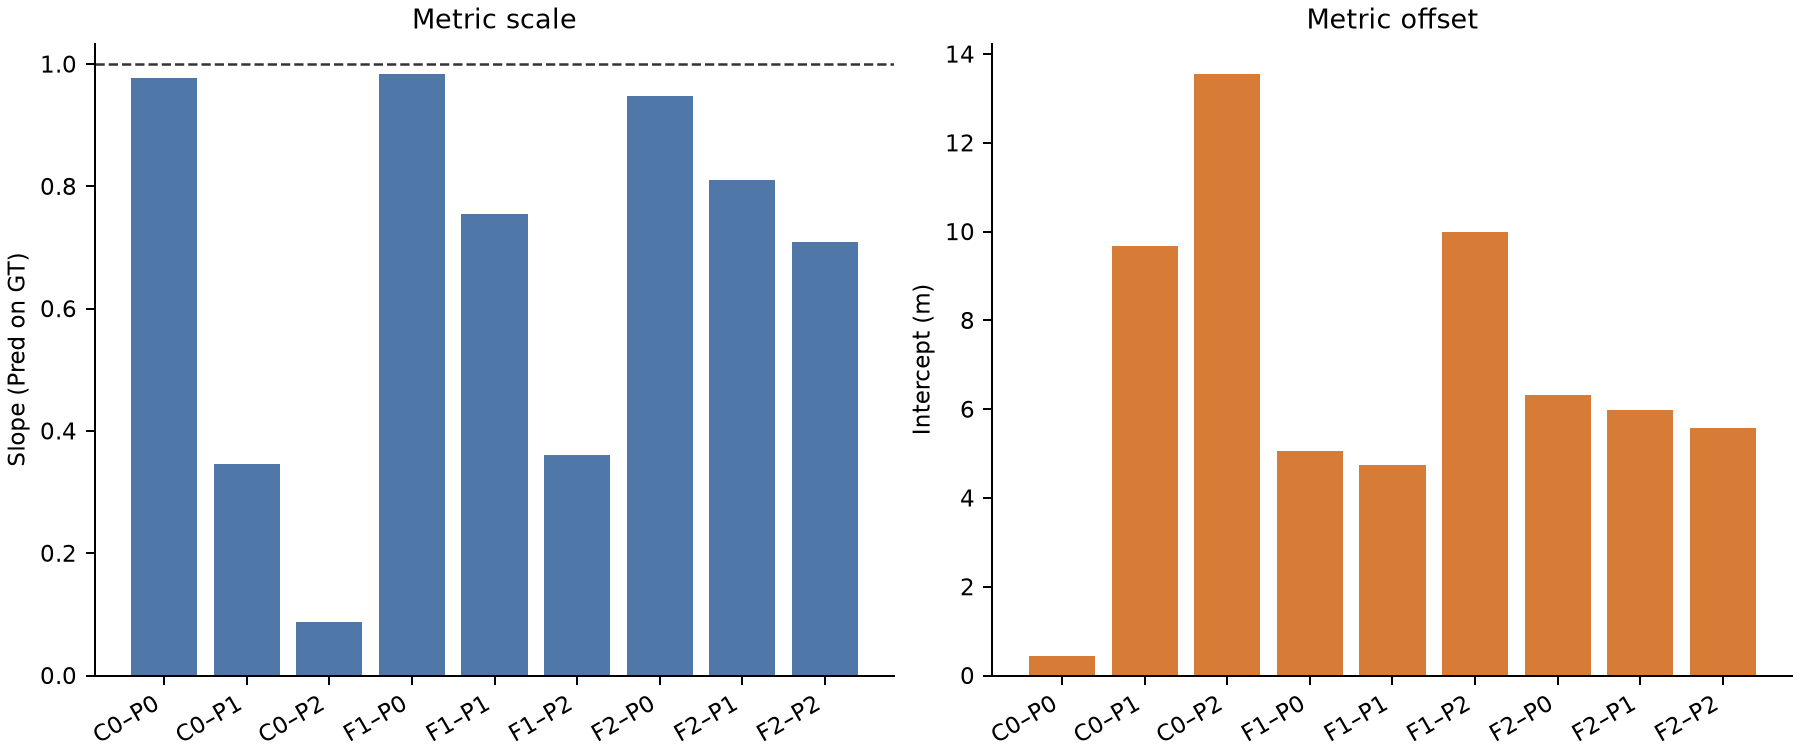 Metric scale
Slope (Pred on GT)
1.0
0.8
0.6
0.4
0.2
0.0
C0–P0
C0–P1
C0–P2
F1–P0
F1–P1
F1–P2
F2–P0
F2–P1
F2–P2
Metric offset
Intercept (m)
14
12
10
8
6
4
2
0
C0–P0
C0–P1
C0–P2
F1–P0
F1–P1
F1–P2
F2–P0
F2–P1
F2–P2